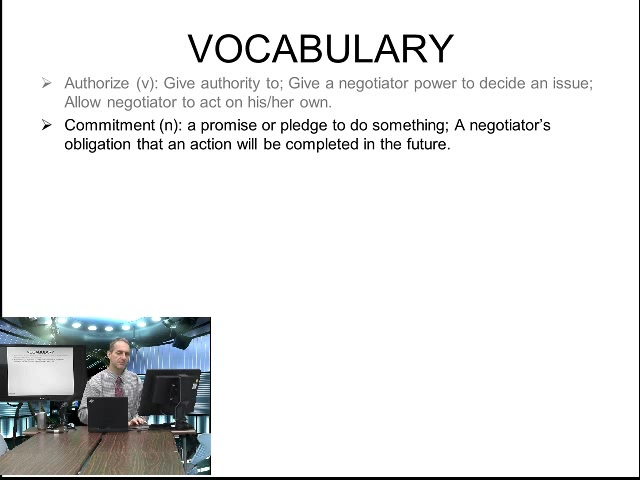 VOCABULARY
➢ Authorize (v): Give authority to; Give a negotiator power to decide an issue;
Allow negotiator to act on his/her own.
➢ Commitment (n): a promise or pledge to do something; A negotiator's
obligation that an action will be completed in the future.
VOCABULARY